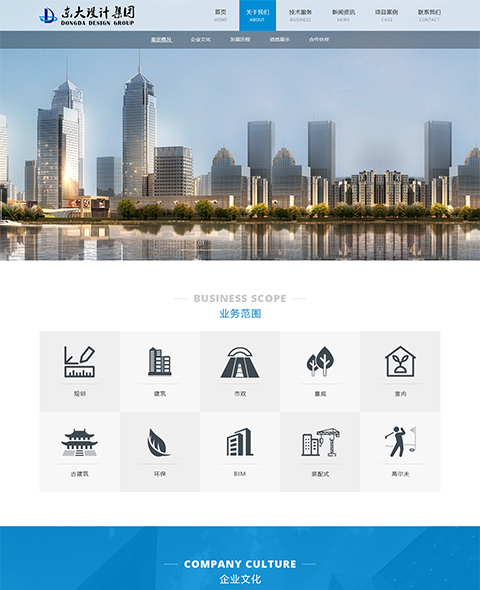 东大设计集团
DONGDA DESIGN GROUP
首页
HOME
关于我们
ABOUT
技术服务
BUSINESS
新闻资讯
NEWS
项目案例
CASE
联系我们
CONTACT
集团概况
企业文化
发展历程
资质展示
合作伙伴
BUSINESS SCOPE
业务范围
规划
建筑
市政
景观
室内
古建筑
环保
BIM
装配式
高尔夫
COMPANY CULTURE
企业文化